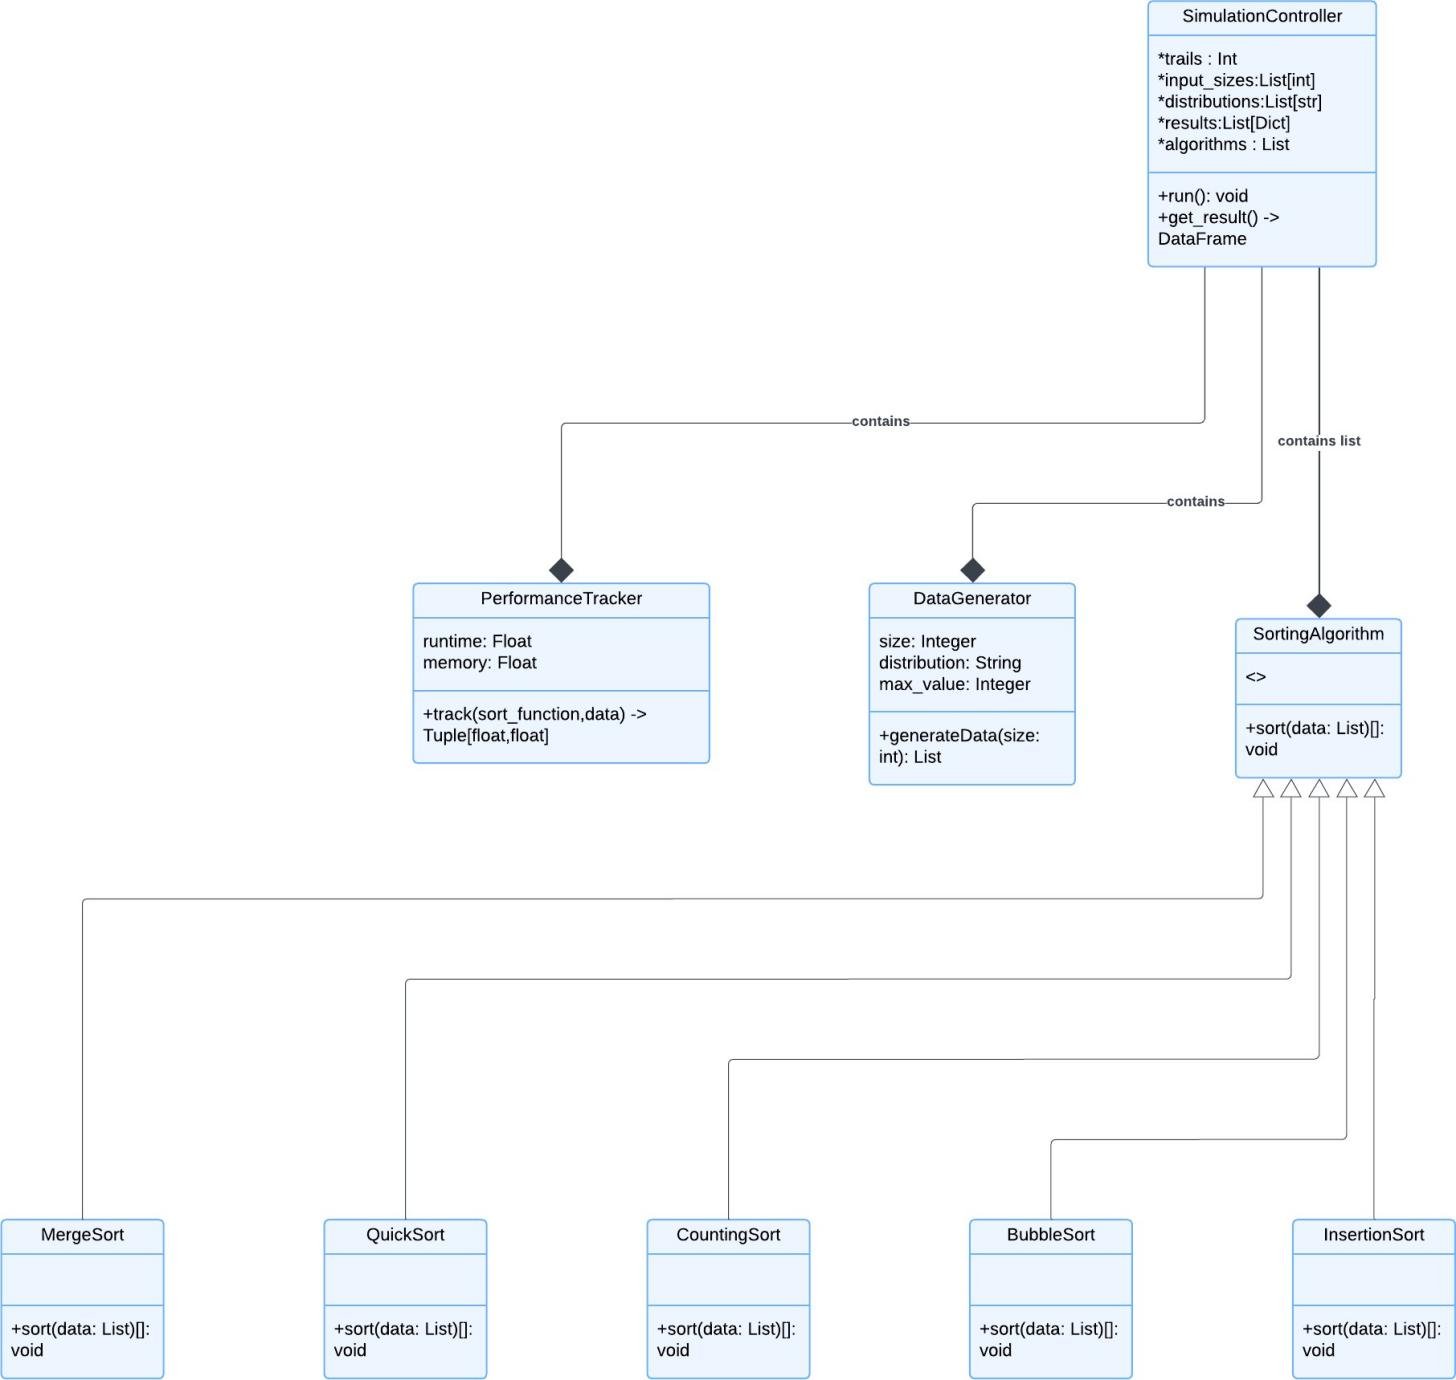 SimulationController
*trails : Int
*input_sizes:List[int]
*distributions:List[str]
*results:List[Dict]
*algorithms : List
+run(): void
+get_result() ->
DataFrame
contains
contains list
contains
PerformanceTracker
runtime: Float
memory: Float
+track(sort_function,data) ->
Tuple[float,float]
DataGenerator
size: Integer
distribution: String
max_value: Integer
+generateData(size:
int): List
SortingAlgorithm
<>
+sort(data: List)[]:
void
MergeSort
+sort(data: List)[]:
void
QuickSort
+sort(data: List)[]:
void
CountingSort
+sort(data: List)[]:
void
BubbleSort
+sort(data: List)[]:
void
InsertionSort
+sort(data: List)[]:
void